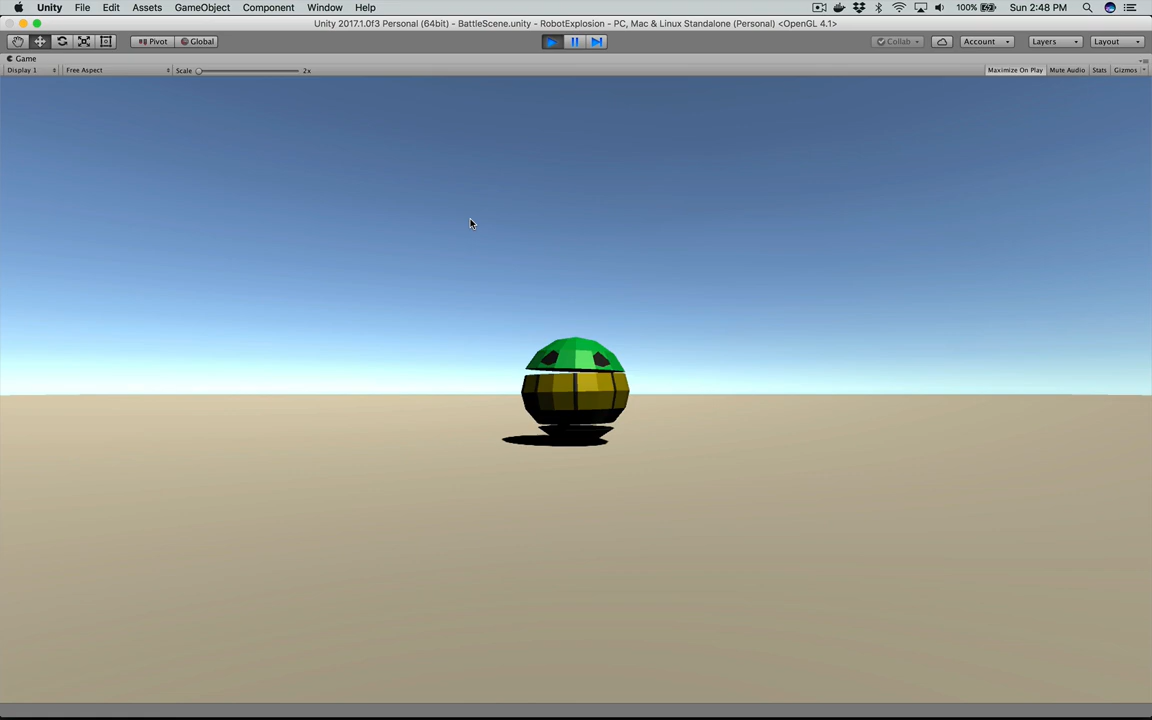 Unity File Edit Assets GameObject Component Window Help 100% Sun 2:48 PM
Unity 2017.1.0f3 Personal (64bit) - BattleScene.unity - RobotExplosion - PC, Mac & Linux Standalone (Personal) <OpenGL 4.1>
Pivot Global Collab Account Layers Layout
Game
Display 1 Free Aspect Scale 2x Maximize On Play Mute Audio Stats Gizmos